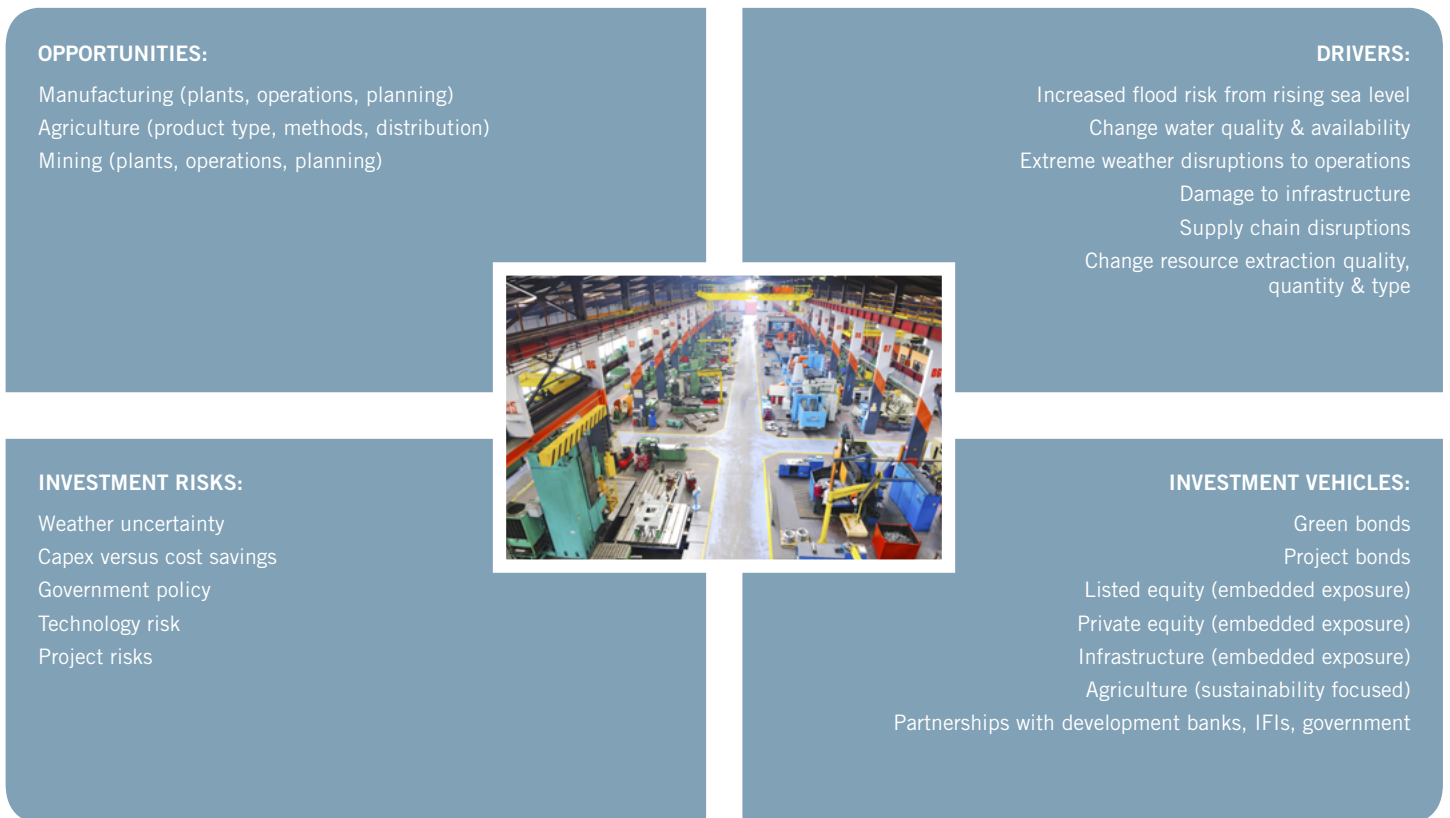 OPPORTUNITIES:
Manufacturing (plants, operations, planning)
Agriculture (product type, methods, distribution)
Mining (plants, operations, planning)
DRIVERS:
Increased flood risk from rising sea level
Change water quality & availability
Extreme weather disruptions to operations
Damage to infrastructure
Supply chain disruptions
Change resource extraction quality,
quantity & type
INVESTMENT RISKS:
Weather uncertainty
Capex versus cost savings
Government policy
Technology risk
Project risks
INVESTMENT VEHICLES:
Green bonds
Project bonds
Listed equity (embedded exposure)
Private equity (embedded exposure)
Infrastructure (embedded exposure)
Agriculture (sustainability focused)
Partnerships with development banks, IFIs, government